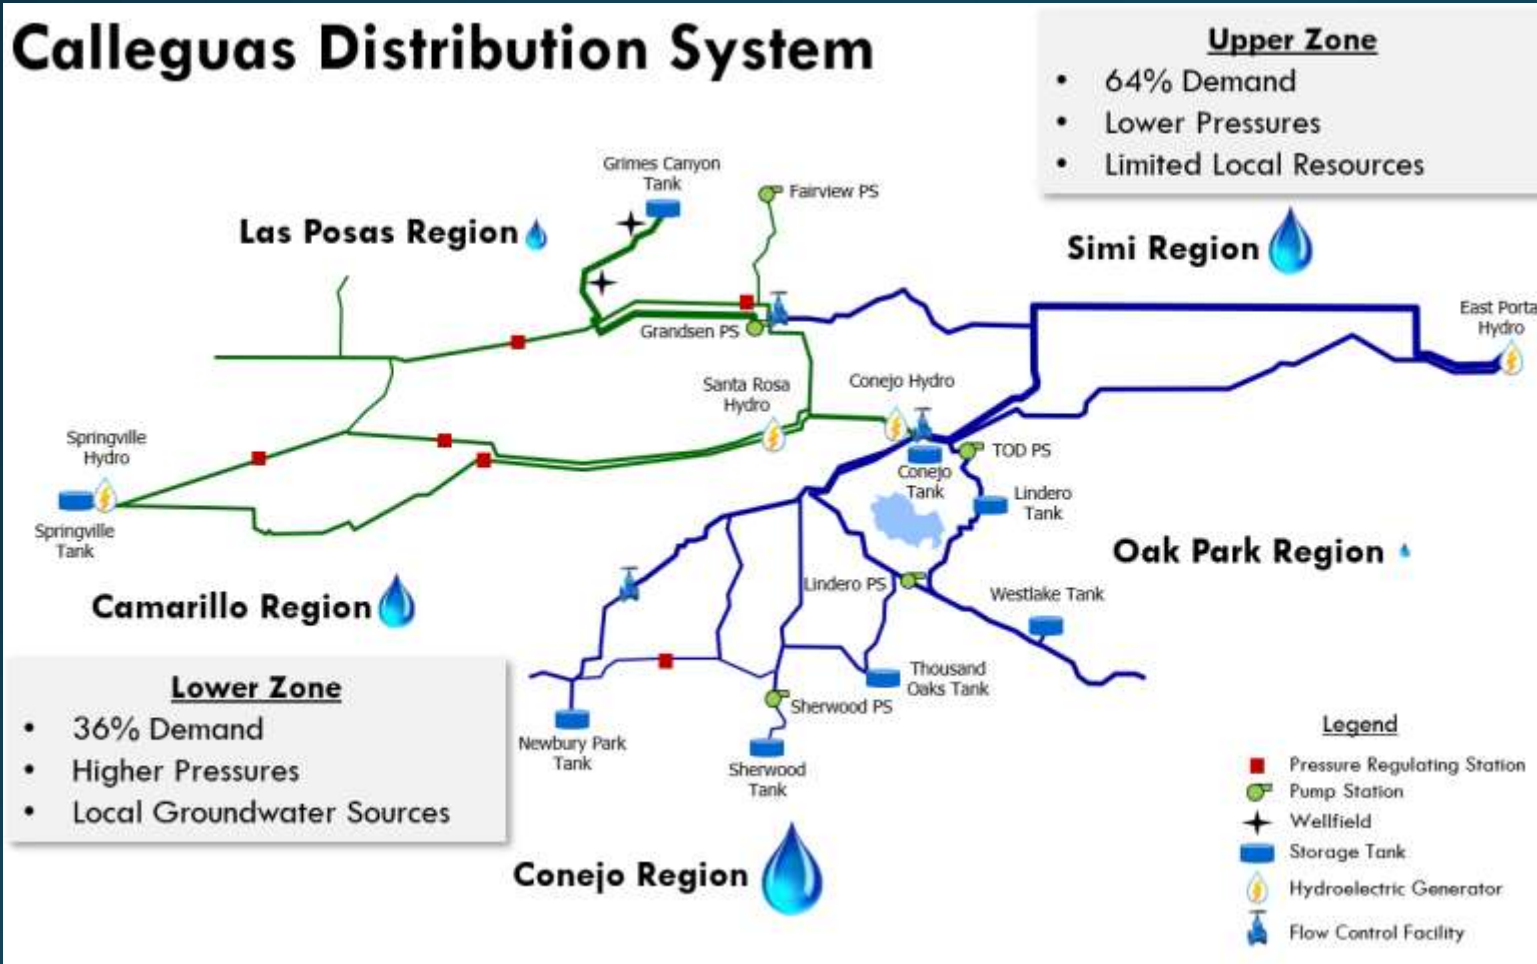 Calleguas Distribution System
Upper Zone
• 64% Demand
• Lower Pressures
• Limited Local Resources
Grimes Canyon
Tank
Fairview PS
Las Posas Region
Simi Region
East Porta
Hydro
Grandsen PS
Santa Rosa
Hydro
Conejo Hydro
Springville
Hydro
TOD PS
Conejo
Tank
Lindero
Tank
Springville
Tank
Oak Park Region
Lindero PS
Westlake Tank
Camarillo Region
Thousand
Oaks Tank
Lower Zone
• 36% Demand
• Higher Pressures
• Local Groundwater Sources
Sherwood PS
Newbury Park
Tank
Sherwood
Tank
Conejo Region
Legend
Pressure Regulating Station
Pump Station
Wellfield
Storage Tank
Hydroelectric Generator
Flow Control Facility